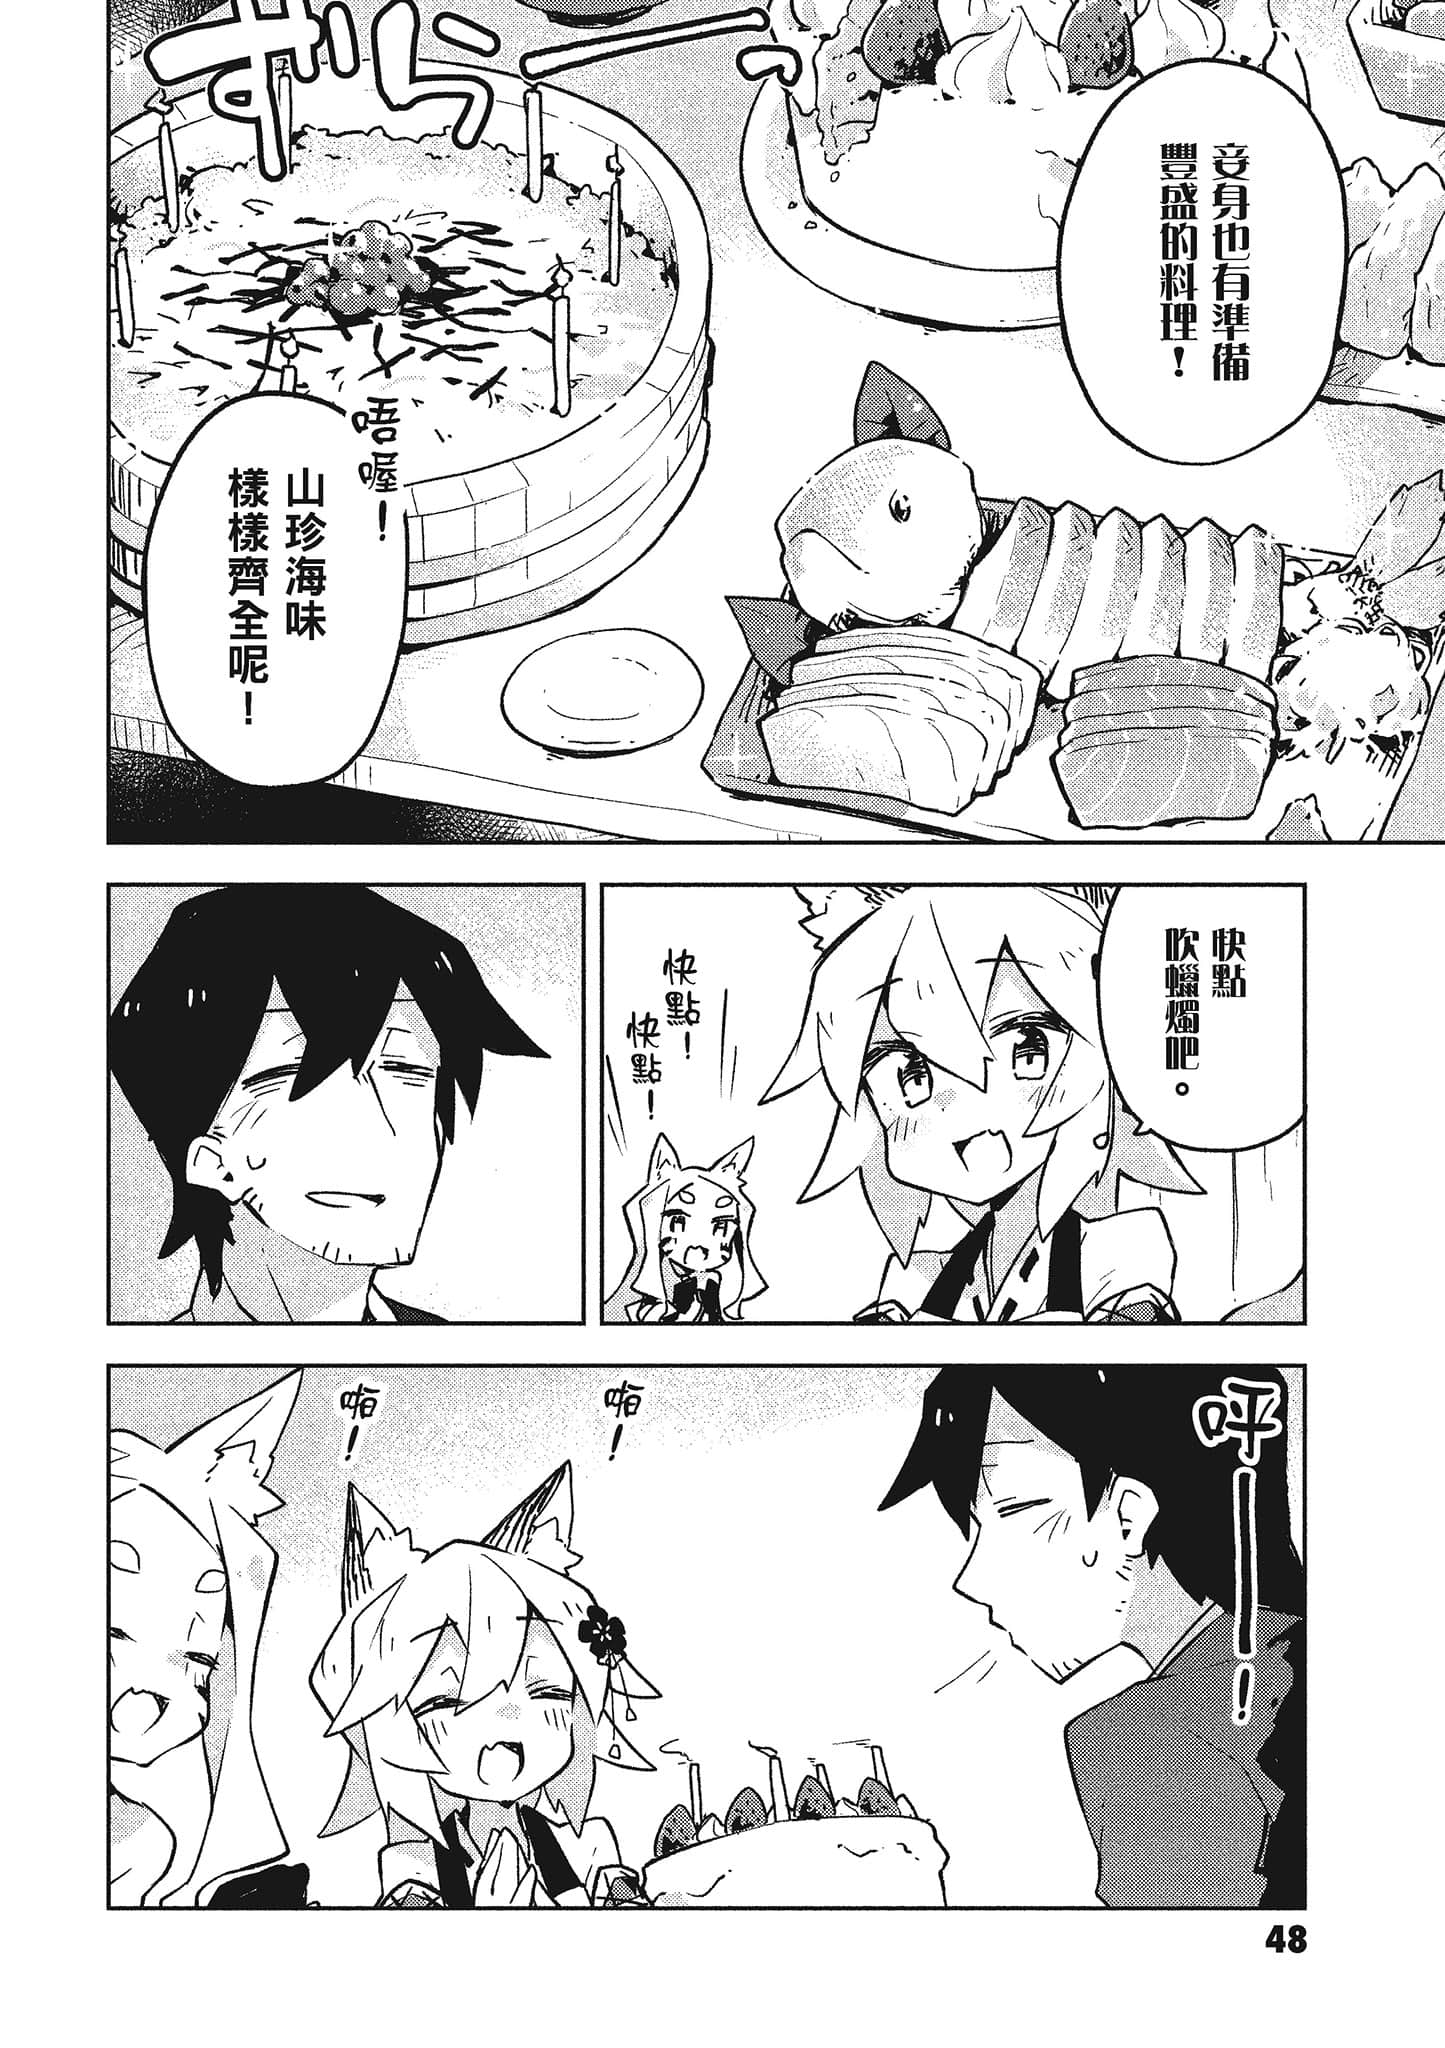 妾身也有準備
豐盛的料理！
ずらーっ
唔喔！
山珍海味
樣樣齊全呢！
快點
吹蠟燭吧。
快點！
快點！
呼——！
啪！
啪！
48